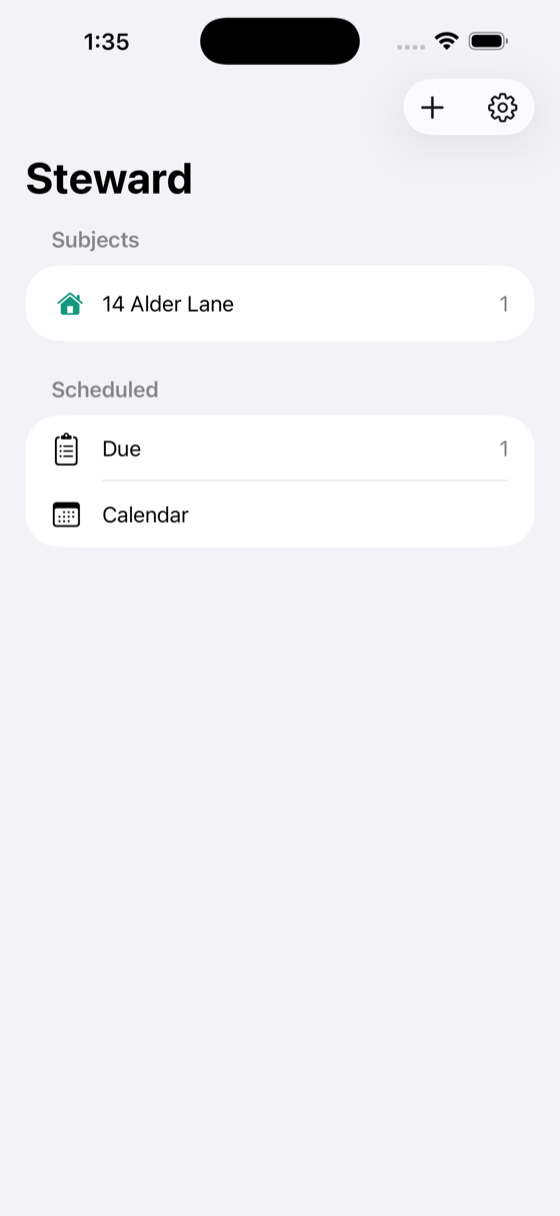 1:35
Steward
Subjects
14 Alder Lane 1
Scheduled
Due 1
Calendar